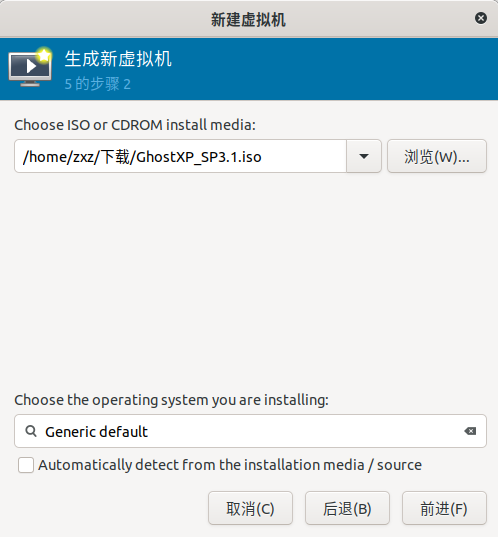 新建虚拟机
生成新虚拟机
5 的步骤 2
Choose ISO or CDROM install media:
/home/zxz/下载/GhostXP_SP3.1.iso
浏览(W)...
Choose the operating system you are installing:
Generic default
Automatically detect from the installation media / source
取消(C) 后退(B) 前进(F)